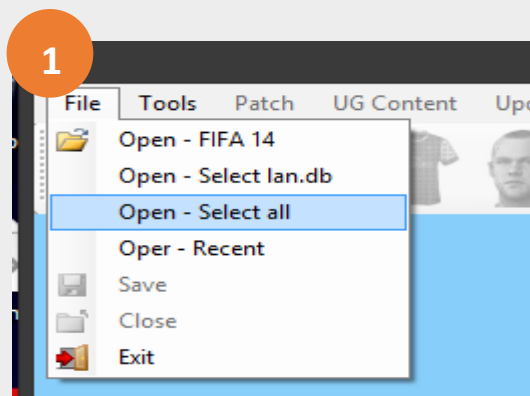 1
File Tools Patch UG Content Upd
Open - FIFA 14
Open - Select lan.db
Open - Select all
Oper - Recent
Save
Close
Exit